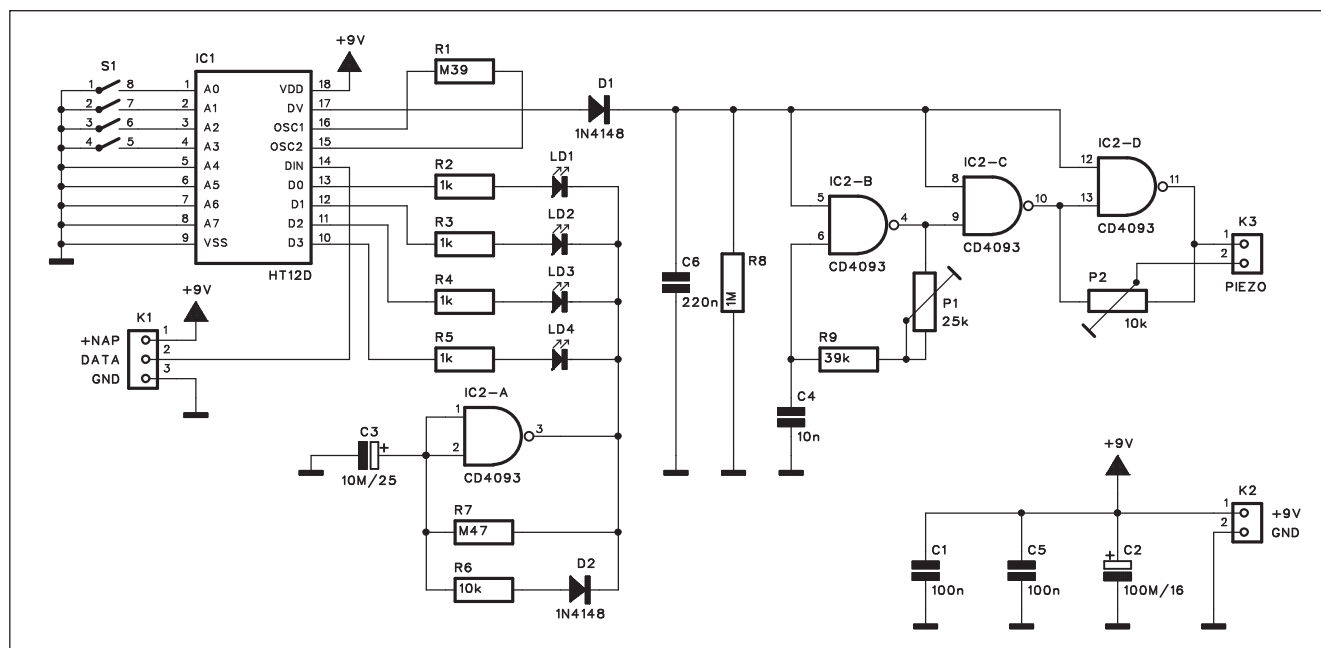 +9V
S1
IC1
R1
M39
D1
1N4148
1 8
2 7
3 6
4 5
1 A0 VDD 18
2 A1 DV 17
3 A2 OSC1 16
4 A3 OSC2 15
5 A4 DIN 14
6 A5 D0 13
7 A6 D1 12
8 A7 D2 11
9 VSS D3 10
HT12D
R2
1k
LD1
R3
1k
LD2
R4
1k
LD3
R5
1k
LD4
K1
+9V
+NAP 1
DATA 2
GND 3
IC2-A
1
2
3
CD4093
C3
+
10M/25
R7
M47
R6
10k
D2
1N4148
C6
220n
R8
1M
IC2-B
5
6
4
CD4093
IC2-C
8
9
10
CD4093
IC2-D
12
13
11
CD4093
P1
25k
R9
39k
C4
10n
P2
10k
K3
1
2
PIEZO
+9V
K2
1 +9V
2 GND
C1
100n
C5
100n
+
C2
100M/16